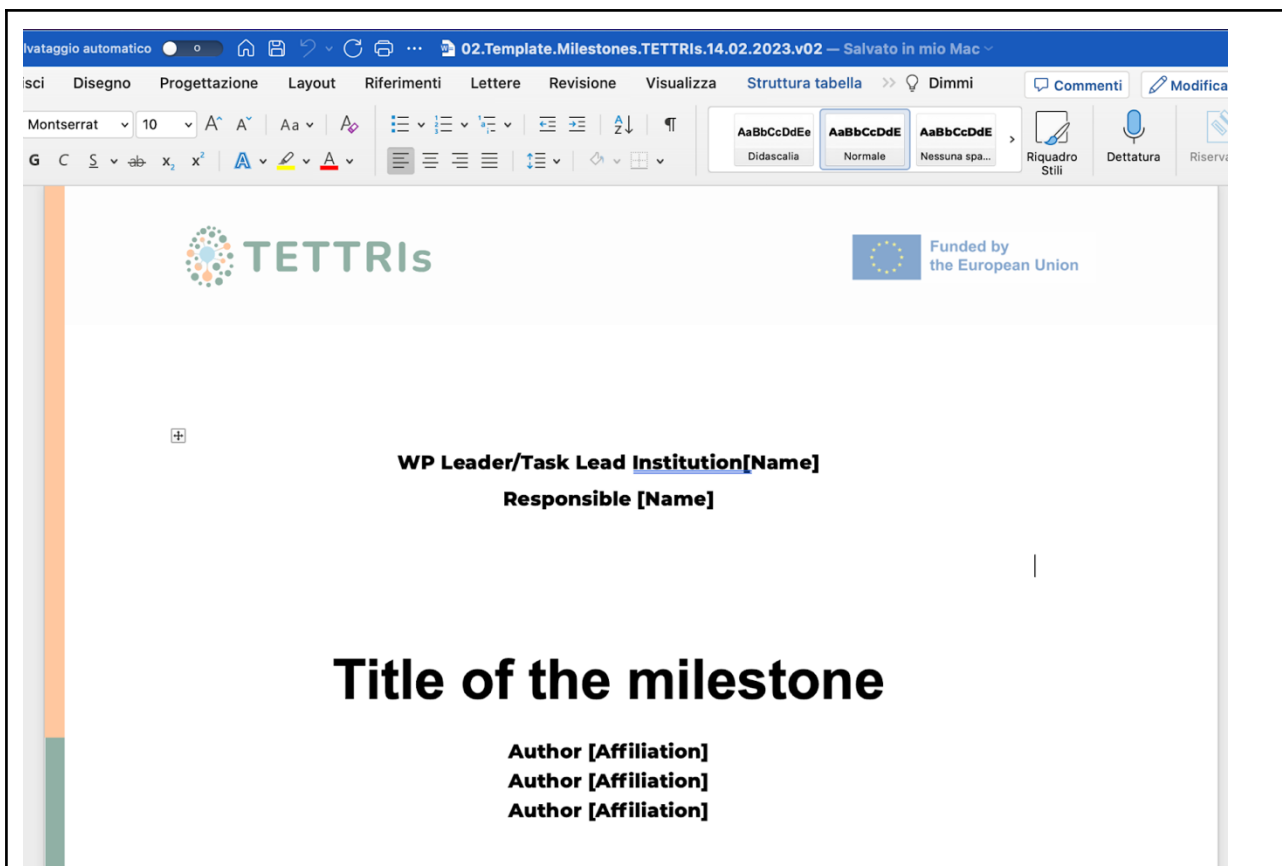 lvataggio automatico 02.Template.Milestones.TETTRIs.14.02.2023.v02 — Salvato in mio Mac
isci Disegno Progettazione Layout Riferimenti Lettere Revisione Visualizza Struttura tabella >> Dimmi Commenti Modifica
Montserrat 10 A^ A Aa A
AaBbCcDdEe AaBbCcDdE AaBbCcDdE
G C S ab x2 x2 A A
Didascalia Normale Nessuna spa...
Riquadro Stili Dettatura Riserva
TETTRIs
Funded by
the European Union
WP Leader/Task Lead Institution[Name]
Responsible [Name]
Title of the milestone
Author [Affiliation]
Author [Affiliation]
Author [Affiliation]